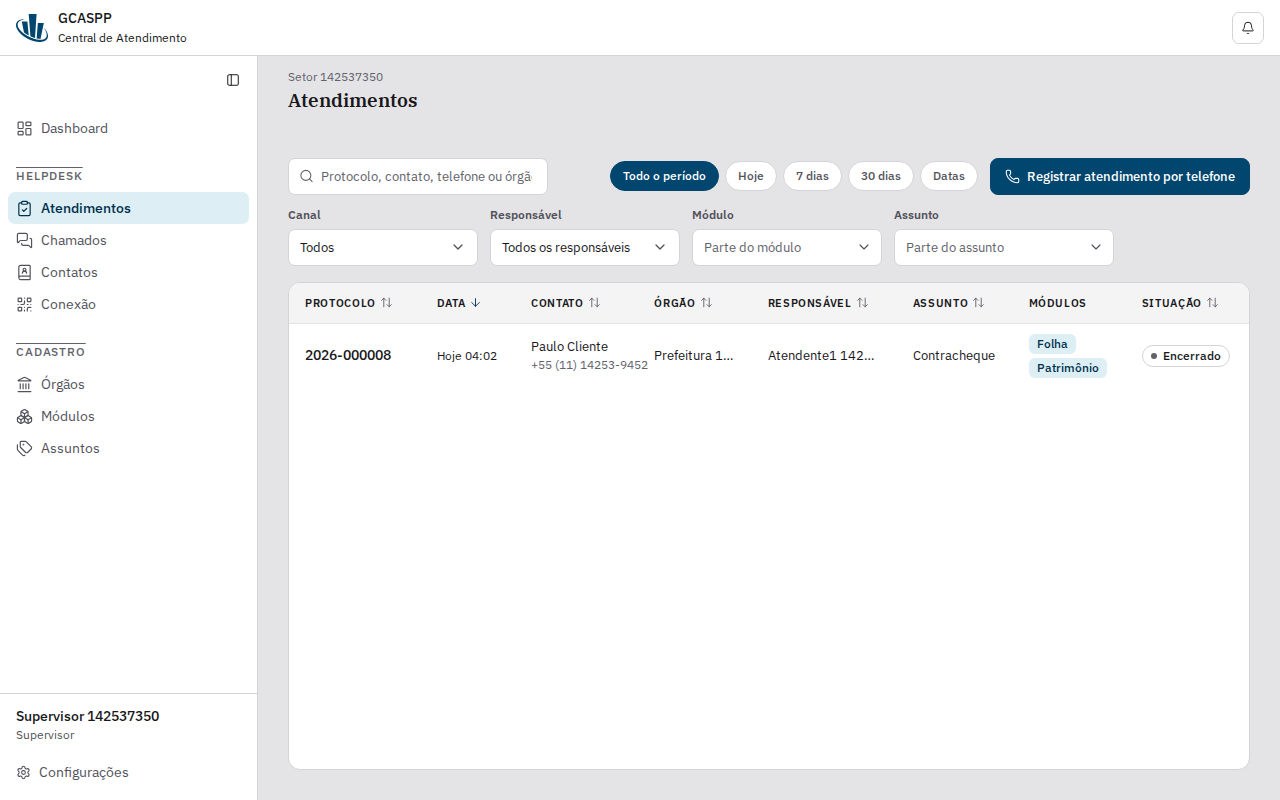 GCASPP
Central de Atendimento
Setor 142537350
Atendimentos
Dashboard
HELPDESK
Atendimentos
Chamados
Contatos
Conexão
CADASTRO
Órgãos
Módulos
Assuntos
Supervisor 142537350
Supervisor
Configurações
Protocolo, contato, telefone ou órgã
Todo o período
Hoje
7 dias
30 dias
Datas
Registrar atendimento por telefone
Canal
Responsável
Módulo
Assunto
Todos
Todos os responsáveis
Parte do módulo
Parte do assunto
PROTOCOLO
DATA
CONTATO
ÓRGÃO
RESPONSÁVEL
ASSUNTO
MÓDULOS
SITUAÇÃO
2026-000008
Hoje 04:02
Paulo Cliente
+55 (11) 14253-9452
Prefeitura 1...
Atendente1 142...
Contracheque
Folha
Patrimônio
Encerrado